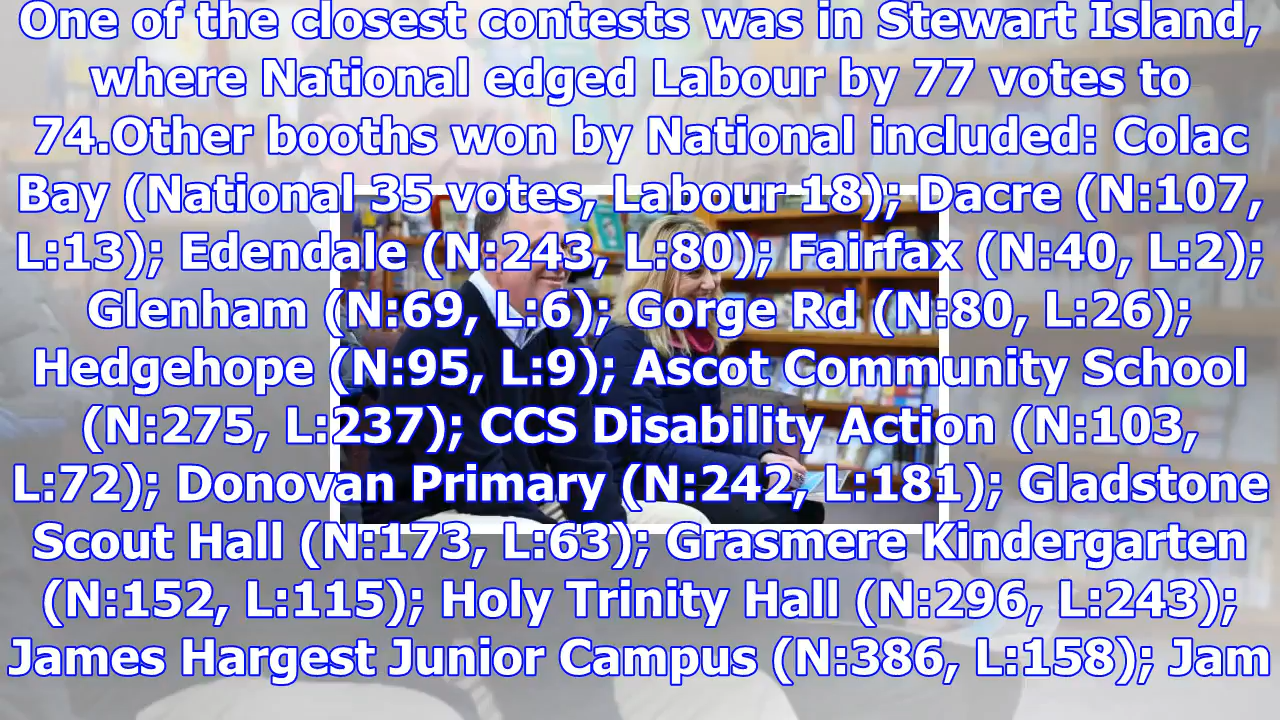 One of the closest contests was in Stewart Island,
where National edged Labour by 77 votes to
74.Other booths won by National included: Colac
Bay (National 35 votes, Labour 18); Dacre (N:107,
L:13); Edendale (N:243, L:80); Fairfax (N:40, L:2);
Glenham (N:69, L:6); Gorge Rd (N:80, L:26);
Hedgehope (N:95, L:9); Ascot Community School
(N:275, L:237); CCS Disability Action (N:103,
L:72); Donovan Primary (N:242, L:181); Gladstone
Scout Hall (N:173, L:63); Grasmere Kindergarten
(N:152, L:115); Holy Trinity Hall (N:296, L:243);
James Hargest Junior Campus (N:386, L:158); Jam